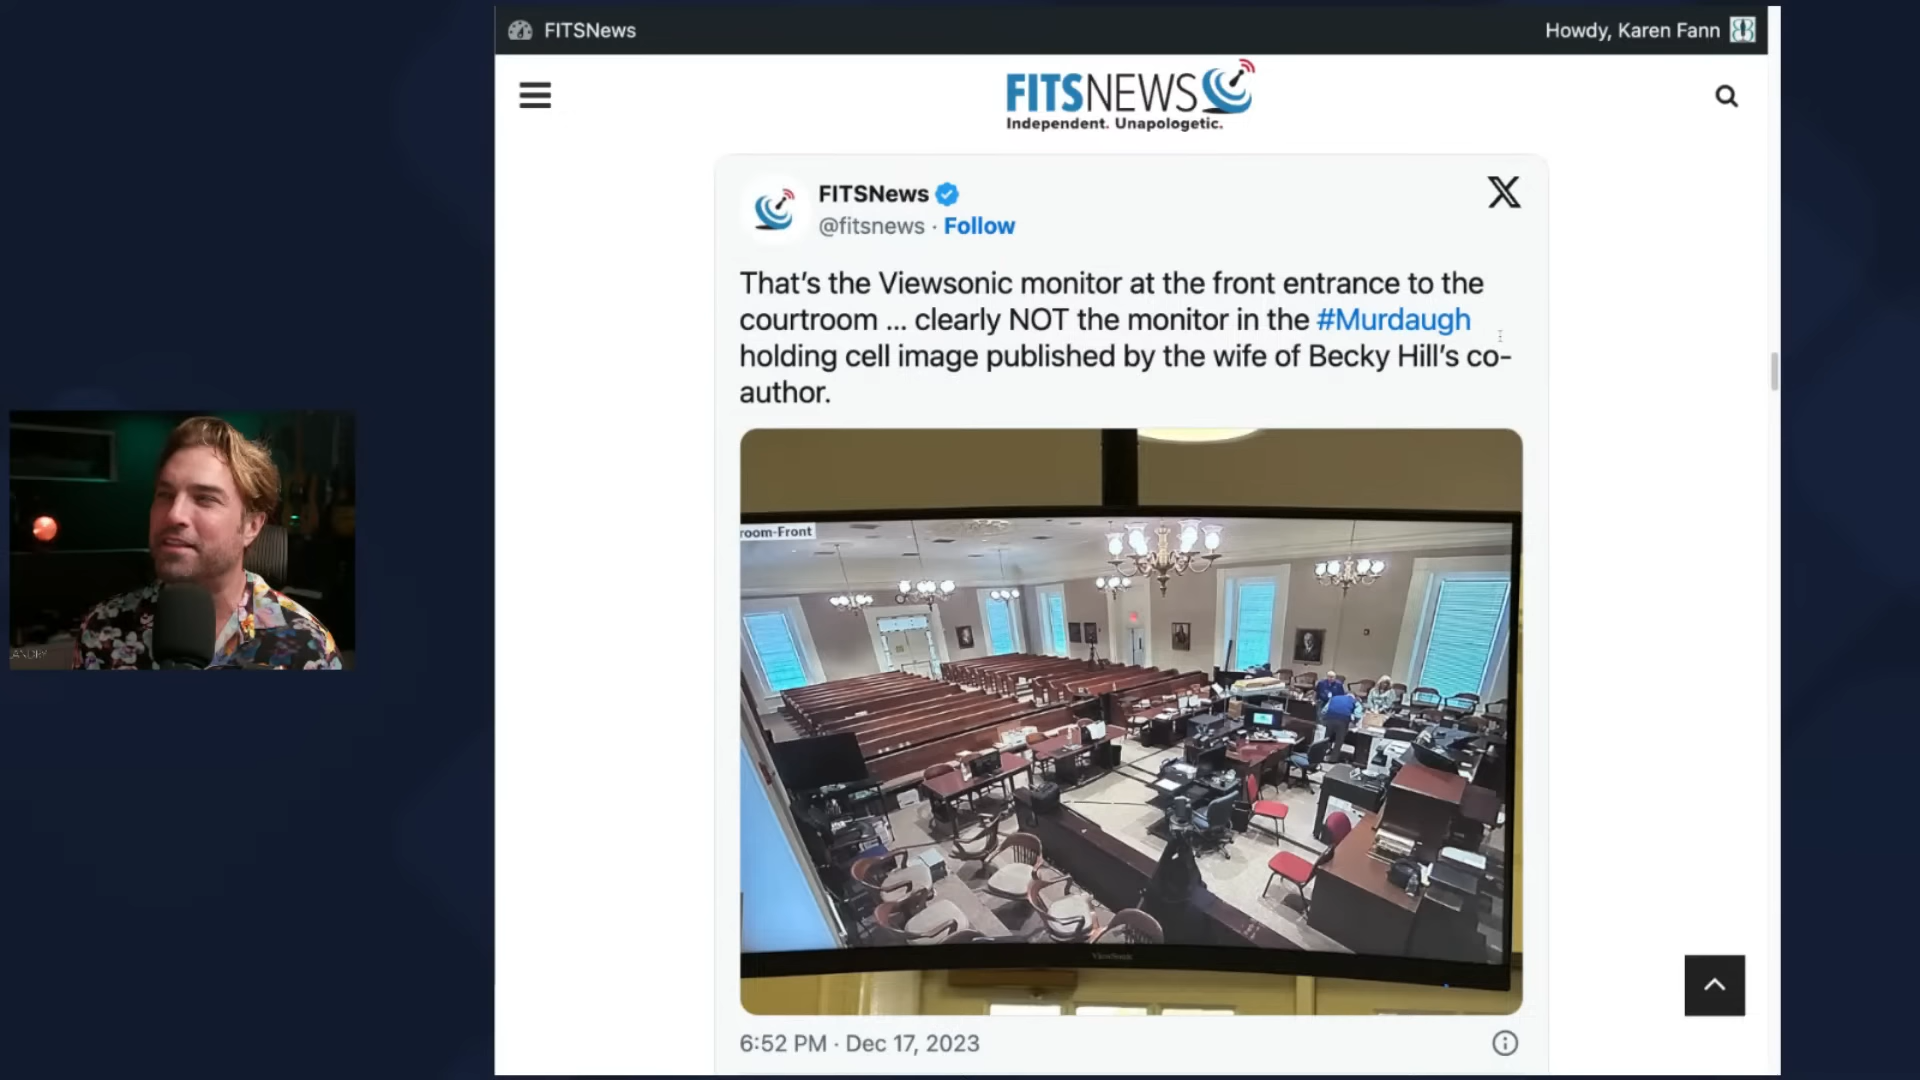 FITSNews
Howdy, Karen Fann
FITSNEWS
Independent. Unapologetic.
FITSNews
@fitsnews · Follow
That’s the Viewsonic monitor at the front entrance to the
courtroom ... clearly NOT the monitor in the #Murdaugh
holding cell image published by the wife of Becky Hill’s co-
author.
room-Front
ViewSonic
6:52 PM · Dec 17, 2023